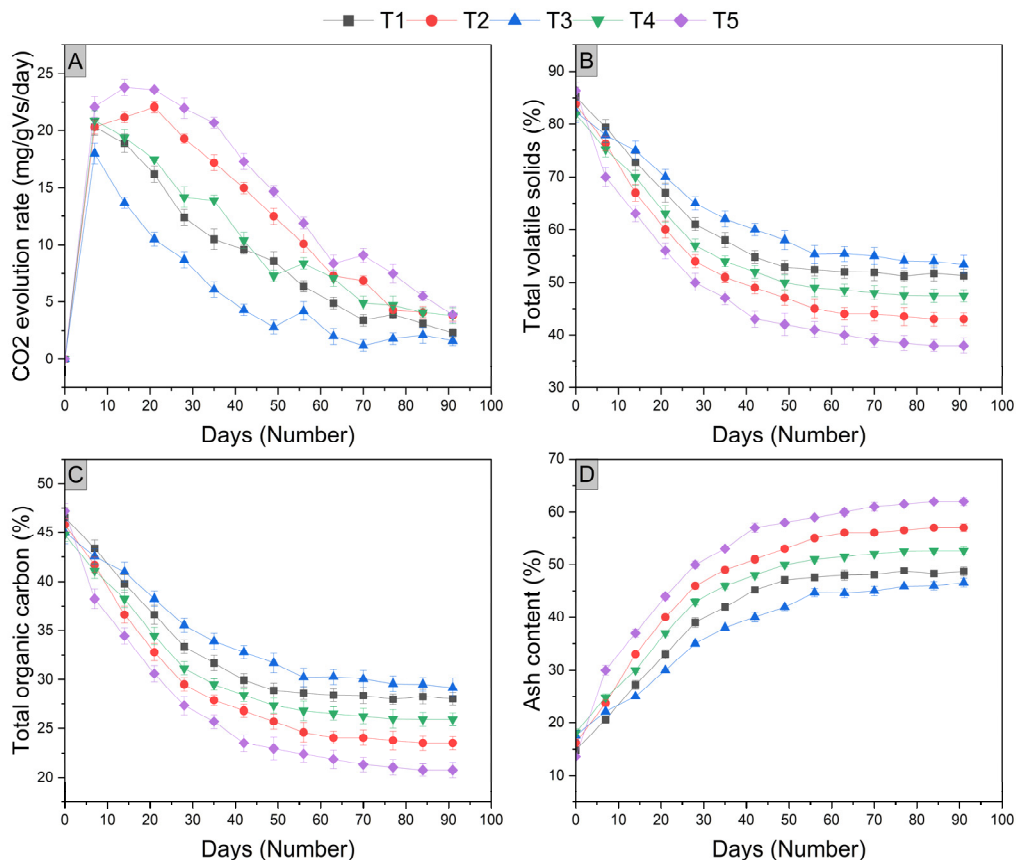 T1 T2 T3 T4 T5
A
CO2 evolution rate (mg/gVs/day)
25
20
15
10
5
0
0 10 20 30 40 50 60 70 80 90 100
Days (Number)
B
Total volatile solids (%)
90
80
70
60
50
40
30
0 10 20 30 40 50 60 70 80 90 100
Days (Number)
C
Total organic carbon (%)
50
45
40
35
30
25
20
0 10 20 30 40 50 60 70 80 90 100
Days (Number)
D
Ash content (%)
70
60
50
40
30
20
10
0 10 20 30 40 50 60 70 80 90 100
Days (Number)